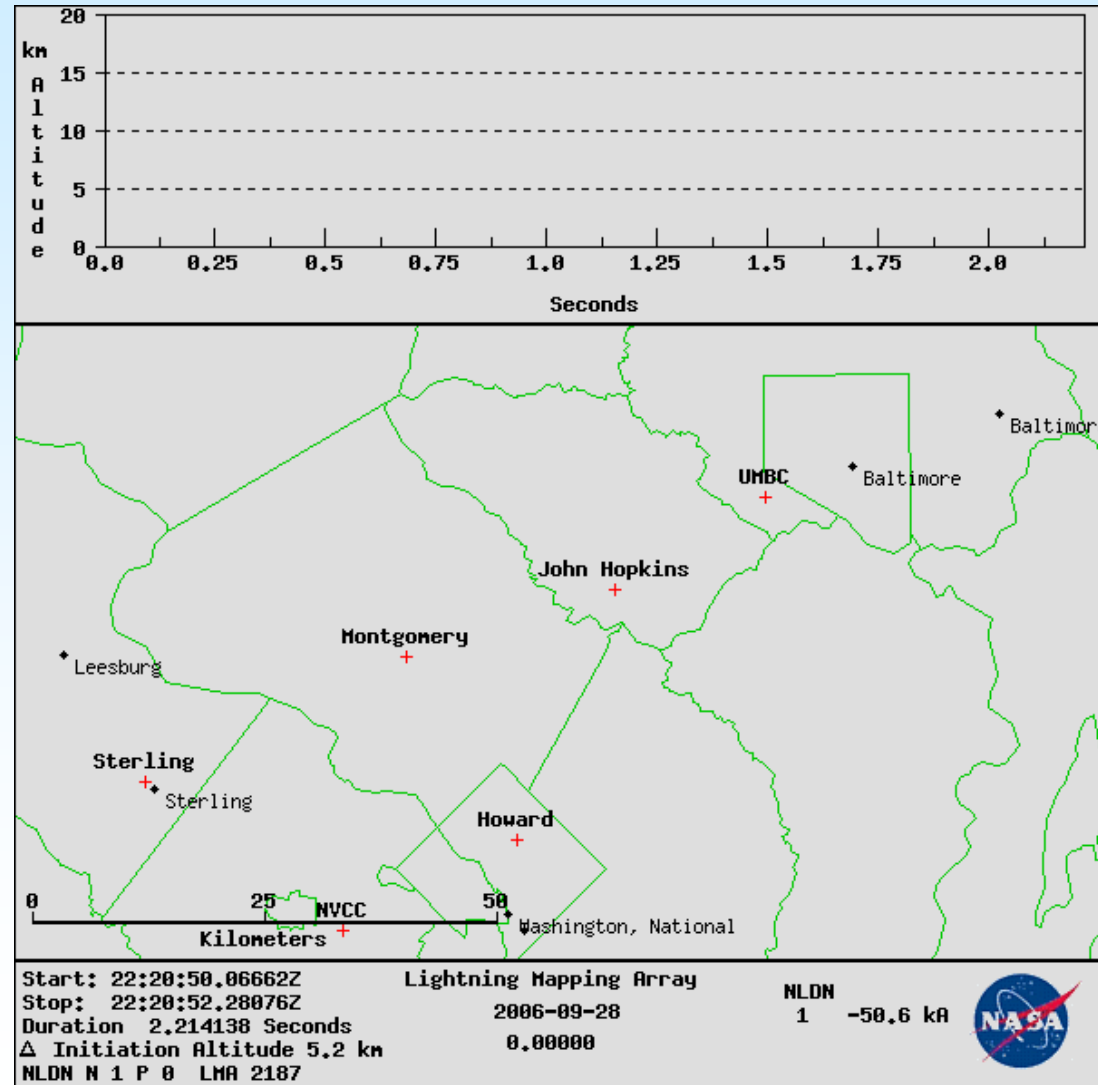 20
km
15
Altitude
10
5
0
0.0 0.25 0.5 0.75 1.0 1.25 1.5 1.75 2.0
Seconds
Baltimor
UMBC
Baltimore
John Hopkins
Montgomery
Leesburg
Sterling
Sterling
Howard
0 25 50
NVCC
Washington, National
Kilometers
Start: 22:20:50.06662Z
Stop: 22:20:52.28076Z
Duration 2.214138 Seconds
Δ Initiation Altitude 5.2 km
NLDN N 1 P 0 LMA 2187
Lightning Mapping Array
2006-09-28
0.00000
NLDN
1 -50.6 kA
NASA